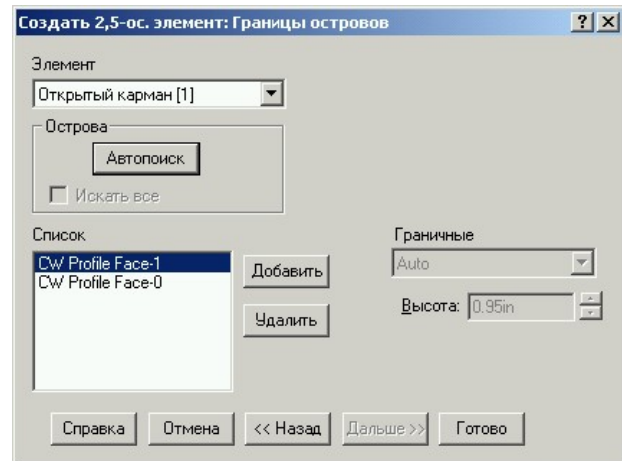 Создать 2,5-ос. элемент: Границы островов
Элемент
Открытый карман [1]
Острова
Автопоиск
Искать все
Список
CW Profile Face-1
CW Profile Face-0
Добавить
Удалить
Граничные
Auto
Высота: 0.95in
Справка Отмена << Назад Дальше >> Готово